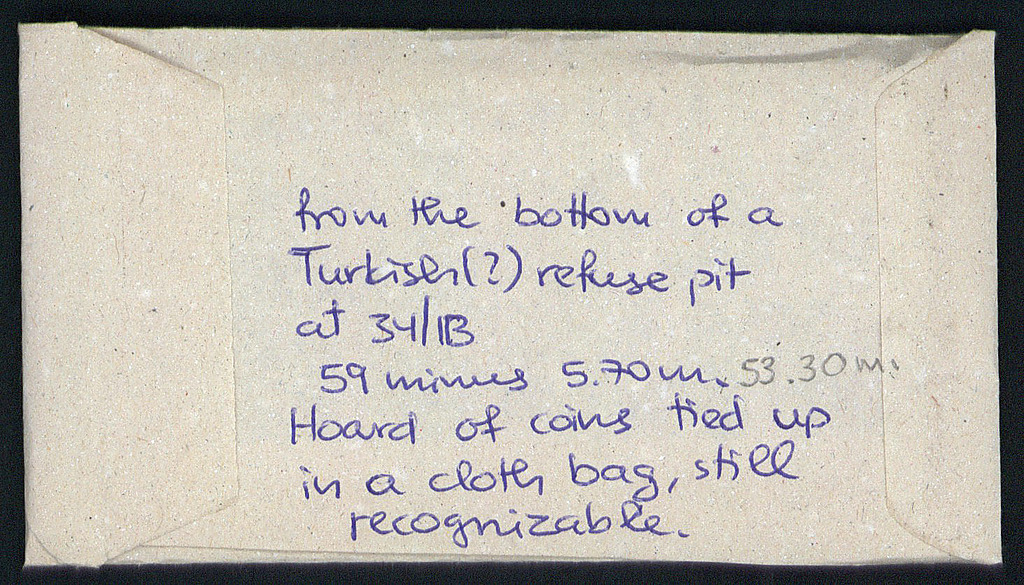 from the bottom of a
Turkish(?) refuse pit
at 34/1B
59 minus 5.70m. 53.30m.
Hoard of coins tied up
in a cloth bag, still
recognizable.